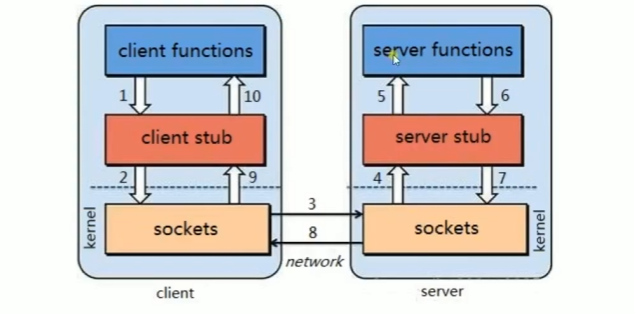 client functions
server functions
1
10
5
6
client stub
server stub
2
9
4
7
kernel
sockets
3
8
network
sockets
kernel
client
server